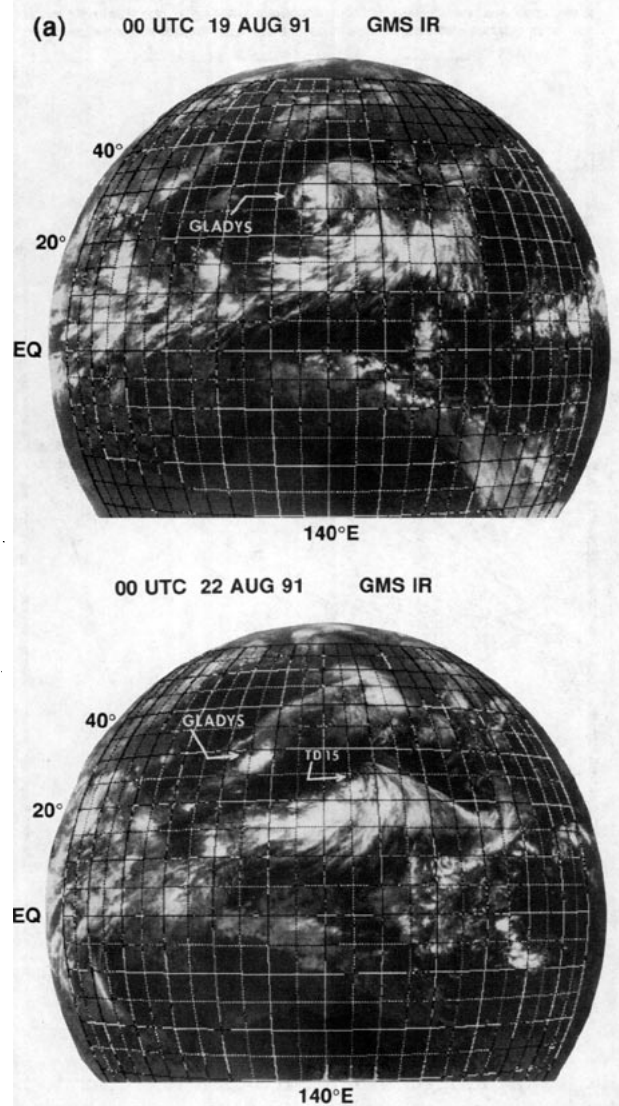 (a) 00 UTC 19 AUG 91 GMS IR
40°
GLADYS
20°
EQ
140°E
00 UTC 22 AUG 91 GMS IR
40°
GLADYS
TD 15
20°
EQ
140°E